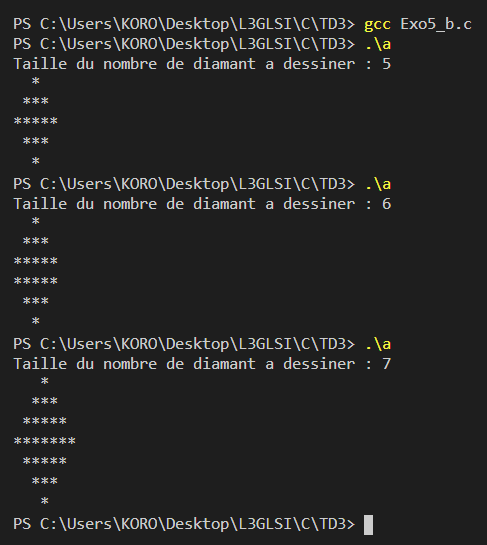 PS C:\Users\KORO\Desktop\L3GLSI\C\TD3> gcc Exo5_b.c
PS C:\Users\KORO\Desktop\L3GLSI\C\TD3> .\a
Taille du nombre de diamant a dessiner : 5
  *
 ***
*****
 ***
  *
PS C:\Users\KORO\Desktop\L3GLSI\C\TD3> .\a
Taille du nombre de diamant a dessiner : 6
  *
 ***
*****
*****
 ***
  *
PS C:\Users\KORO\Desktop\L3GLSI\C\TD3> .\a
Taille du nombre de diamant a dessiner : 7
   *
  ***
 *****
*******
 *****
  ***
   *
PS C:\Users\KORO\Desktop\L3GLSI\C\TD3>